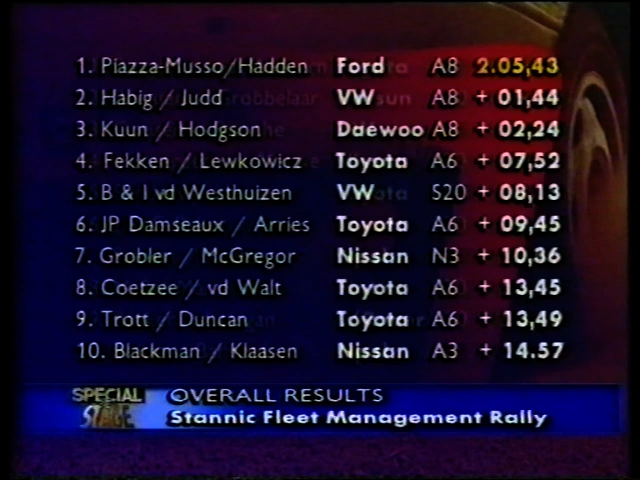 1. Piazza-Musso/Hadden Ford A8 2.05,43
2. Habig / Judd VW A8 + 01,44
3. Kuun / Hodgson Daewoo A8 + 02,24
4. Fekken / Lewkowicz Toyota A6 + 07,52
5. B & I vd Westhuizen VW S20 + 08,13
6. JP Damseaux / Arries Toyota A6 + 09,45
7. Grobler / McGregor Nissan N3 + 10,36
8. Coetzee / vd Walt Toyota A6 + 13,45
9. Trott / Duncan Toyota A6 + 13,49
10. Blackman / Klaasen Nissan A3 + 14.57
SPECIAL STAGE
OVERALL RESULTS
Stannic Fleet Management Rally